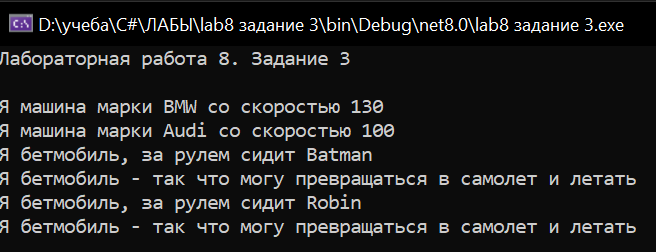 D:\учеба\C#\ЛАБЫ\lab8 задание 3\bin\Debug\net8.0\lab8 задание 3.exe
Лабораторная работа 8. Задание 3
Я машина марки BMW со скоростью 130
Я машина марки Audi со скоростью 100
Я бетмобиль, за рулем сидит Batman
Я бетмобиль - так что могу превращаться в самолет и летать
Я бетмобиль, за рулем сидит Robin
Я бетмобиль - так что могу превращаться в самолет и летать